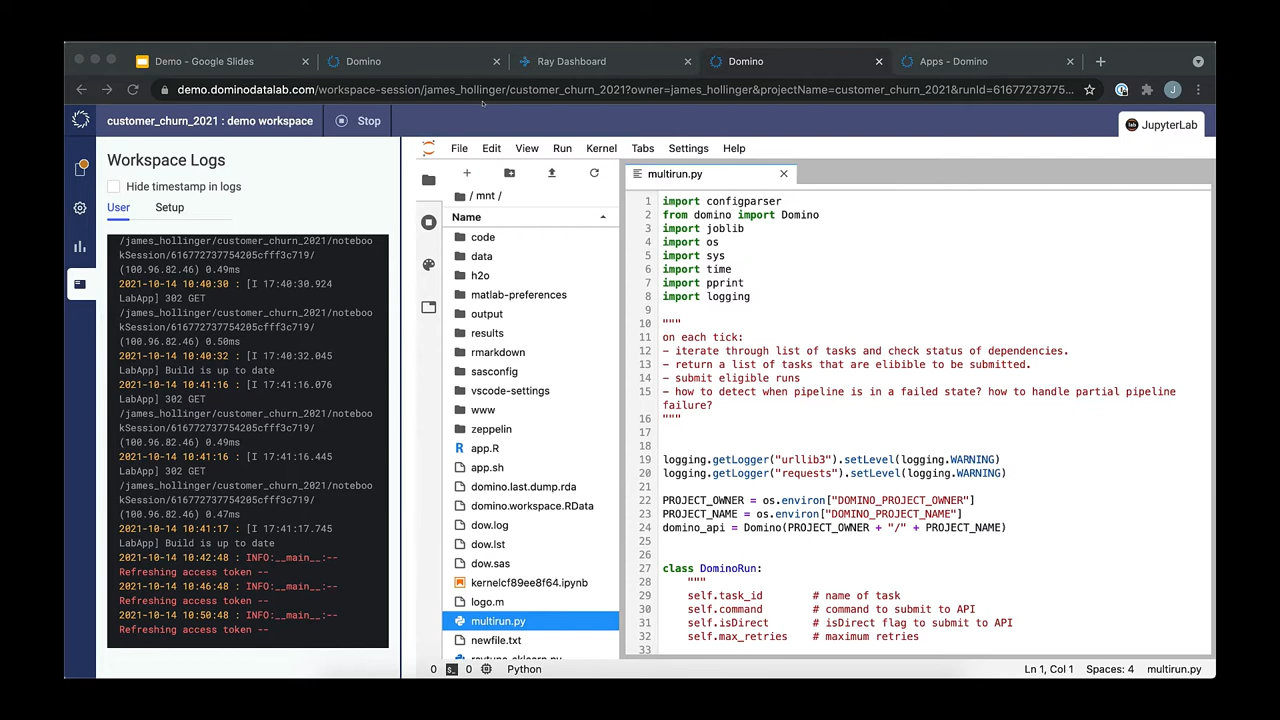 Demo - Google Slides
Domino
Ray Dashboard
Domino
Apps - Domino
demo.dominodatalab.com/workspace-session/james_hollinger/customer_churn_2021?owner=james_hollinger&projectName=customer_churn_2021&runId=61677273775...
J
customer_churn_2021 : demo workspace
Stop
JupyterLab
Workspace Logs
Hide timestamp in logs
User
Setup
/james_hollinger/customer_churn_2021/noteboo
kSession/616772737754205cfff3c719/
(100.96.82.46) 0.49ms
2021-10-14 10:40:30 : [I 17:40:30.924
LabApp] 302 GET
/james_hollinger/customer_churn_2021/noteboo
kSession/616772737754205cfff3c719/
(100.96.82.46) 0.50ms
2021-10-14 10:40:32 : [I 17:40:32.045
LabApp] Build is up to date
2021-10-14 10:41:16 : [I 17:41:16.076
LabApp] 302 GET
/james_hollinger/customer_churn_2021/noteboo
kSession/616772737754205cfff3c719/
(100.96.82.46) 0.49ms
2021-10-14 10:41:16 : [I 17:41:16.445
LabApp] 302 GET
/james_hollinger/customer_churn_2021/noteboo
kSession/616772737754205cfff3c719/
(100.96.82.46) 0.47ms
2021-10-14 10:41:17 : [I 17:41:17.745
LabApp] Build is up to date
2021-10-14 10:42:48 : INFO:__main__:--
Refreshing access token --
2021-10-14 10:46:48 : INFO:__main__:--
Refreshing access token --
2021-10-14 10:50:48 : INFO:__main__:--
Refreshing access token --
File Edit View Run Kernel Tabs Settings Help
/ mnt /
Name
code
data
h2o
matlab-preferences
output
results
rmarkdown
sasconfig
vscode-settings
www
zeppelin
app.R
app.sh
domino.last.dump.rda
domino.workspace.RData
dow.log
dow.lst
dow.sas
kernelcf89ee8f64.ipynb
logo.m
multirun.py
newfile.txt
multirun.py
1 import configparser
2 from domino import Domino
3 import joblib
4 import os
5 import sys
6 import time
7 import pprint
8 import logging
9
10 """
11 on each tick:
12 - iterate through list of tasks and check status of dependencies.
13 - return a list of tasks that are elibible to be submitted.
14 - submit eligible runs
15 - how to detect when pipeline is in a failed state? how to handle partial pipeline
failure?
16 """
17
18
19 logging.getLogger("urllib3").setLevel(logging.WARNING)
20 logging.getLogger("requests").setLevel(logging.WARNING)
21
22 PROJECT_OWNER = os.environ["DOMINO_PROJECT_OWNER"]
23 PROJECT_NAME = os.environ["DOMINO_PROJECT_NAME"]
24 domino_api = Domino(PROJECT_OWNER + "/" + PROJECT_NAME)
25
26
27 class DominoRun:
28 """
29 self.task_id # name of task
30 self.command # command to submit to API
31 self.isDirect # isDirect flag to submit to API
32 self.max_retries # maximum retries
33
0 0 Python
Ln 1, Col 1 Spaces: 4 multirun.py